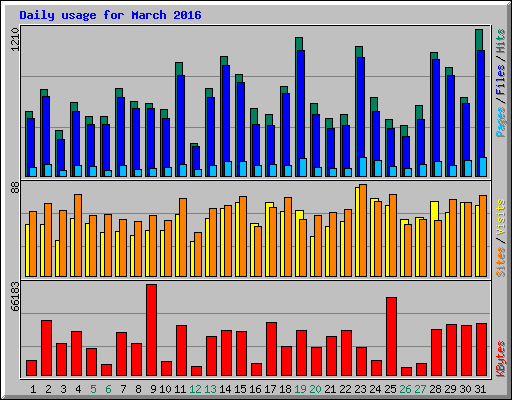 Daily usage for March 2016
1210
Pages / Files / Hits
88
Sites / Visits
66183
KBytes
1 2 3 4 5 6 7 8 9 10 11 12 13 14 15 16 17 18 19 20 21 22 23 24 25 26 27 28 29 30 31